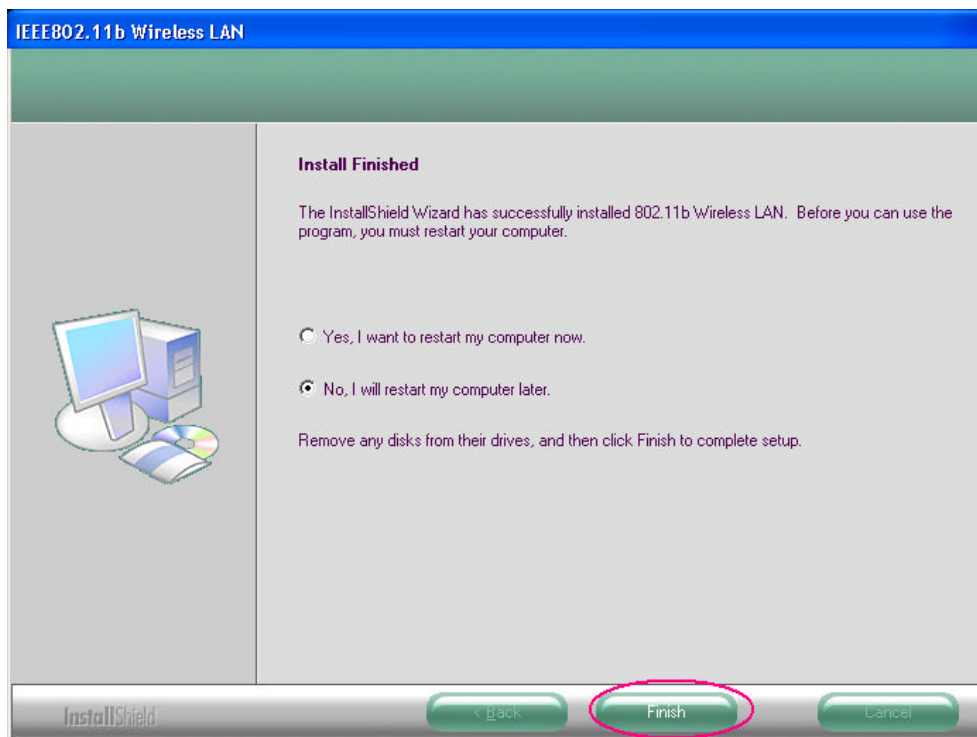 IEEE802.11b Wireless LAN
Install Finished
The InstallShield Wizard has successfully installed 802.11b Wireless LAN.  Before you can use the
program, you must restart your computer.
Yes, I want to restart my computer now.
No, I will restart my computer later.
Remove any disks from their drives, and then click Finish to complete setup.
InstallShield
< Back
Finish
Cancel